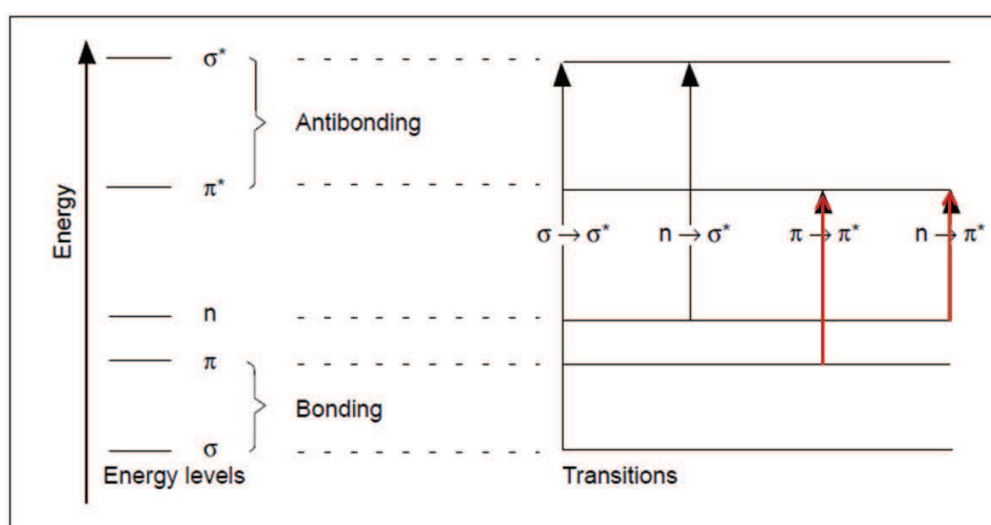 σ*
Antibonding
π*
Energy
σ → σ*
n → σ*
π → π*
n → π*
n
π
Bonding
σ
Energy levels
Transitions